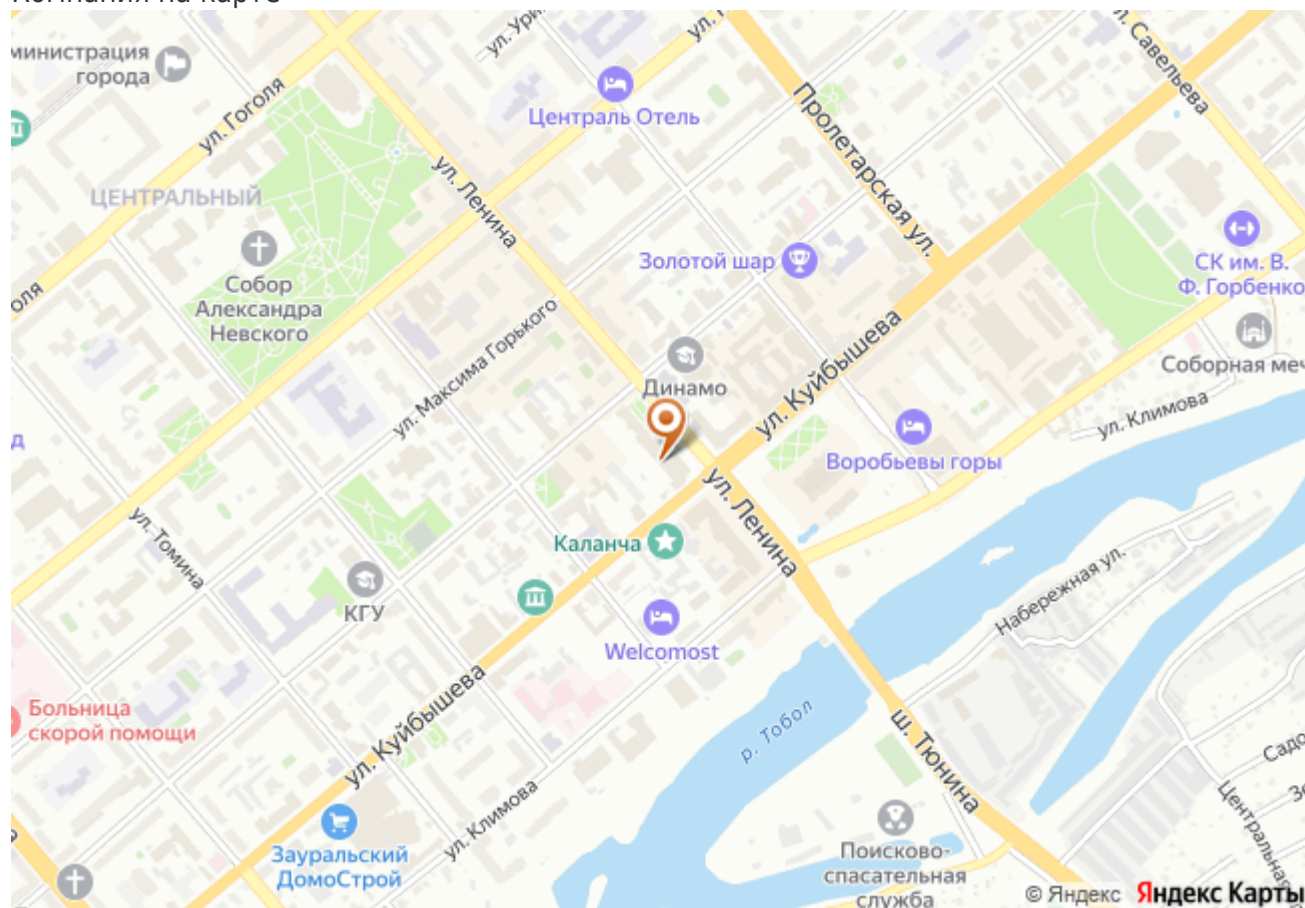 Компания на карте
министрация
города
ул. Гоголя
ЦЕНТРАЛЬНЫЙ
Собор
Александра
Невского
ул. Ленина
Централь Отель
Пролетарская ул.
ул. Савельева
Золотой шар
СК им. В.
Ф. Горбенко
Соборная меч
ул. Климова
ул. Максима Горького
Динамо
ул. Куйбышева
Воробьевы горы
ул. Ленина
Каланча
ул. Томина
КГУ
Welcomost
Набережная ул.
Больница
скорой помощи
ул. Куйбышева
р. Тобол
ш. Тюнина
ул. Климова
Зауральский
ДомоСтрой
Поисково-
спасательная
служба
Центральная
© Яндекс Яндекс Карты